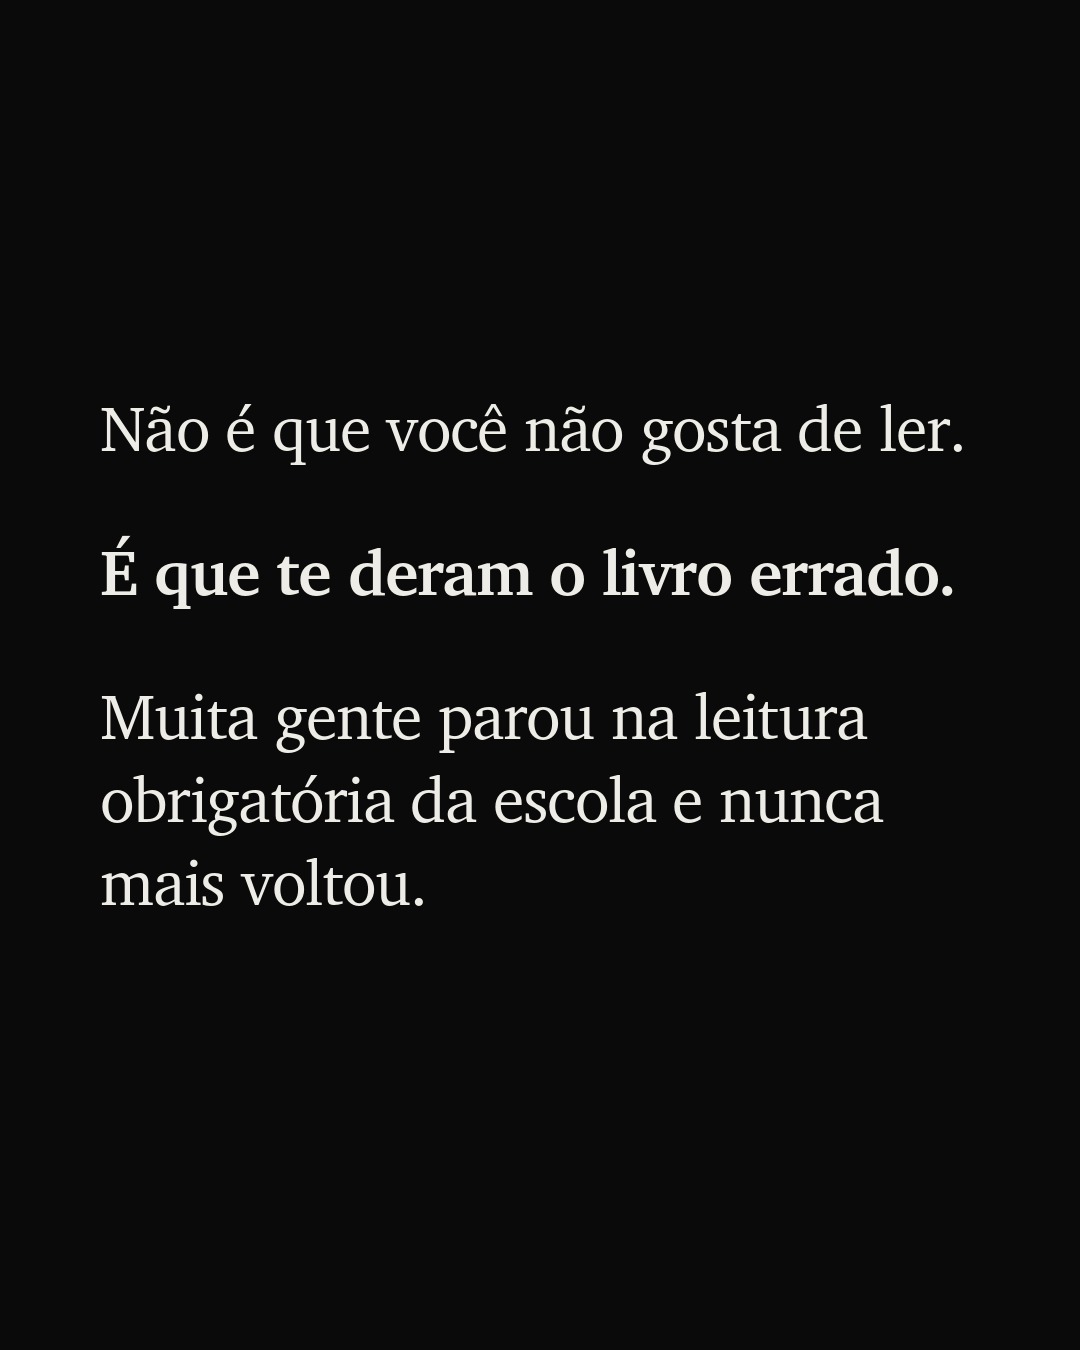 Não é que você não gosta de ler.
É que te deram o livro errado.
Muita gente parou na leitura
obrigatória da escola e nunca
mais voltou.